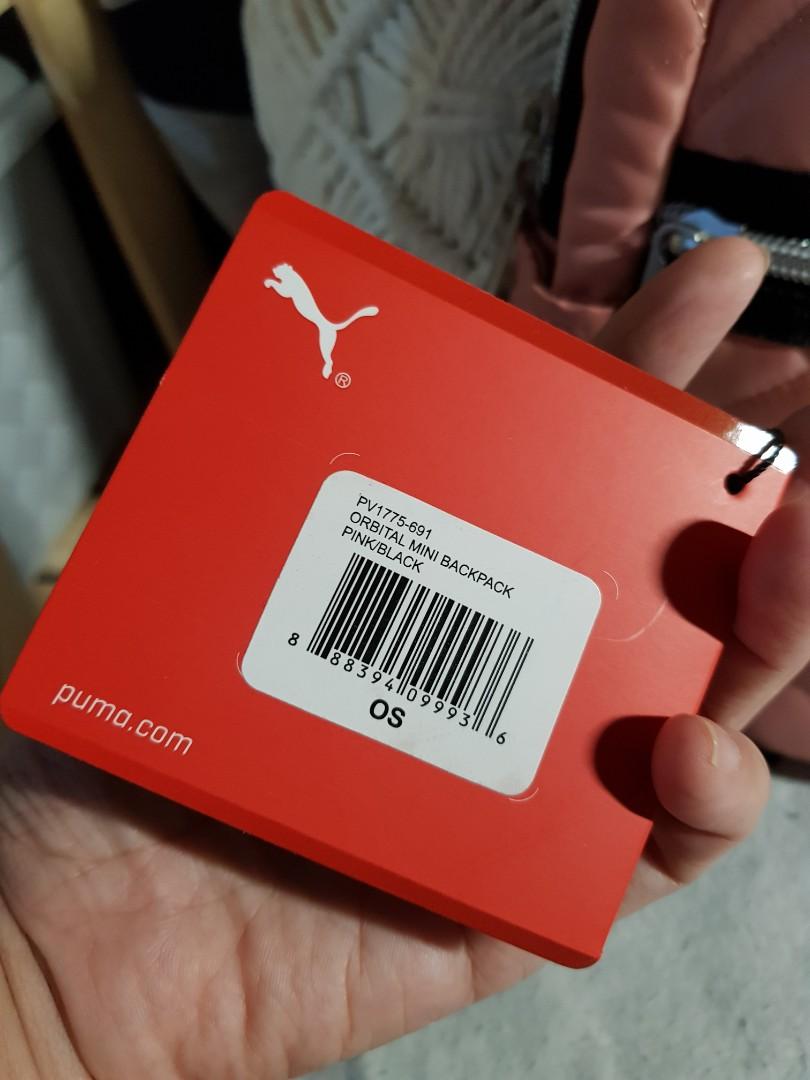 ®
PV1775-691
ORBITAL MINI BACKPACK
PINK/BLACK
8 88394 09993 6
OS
puma.com